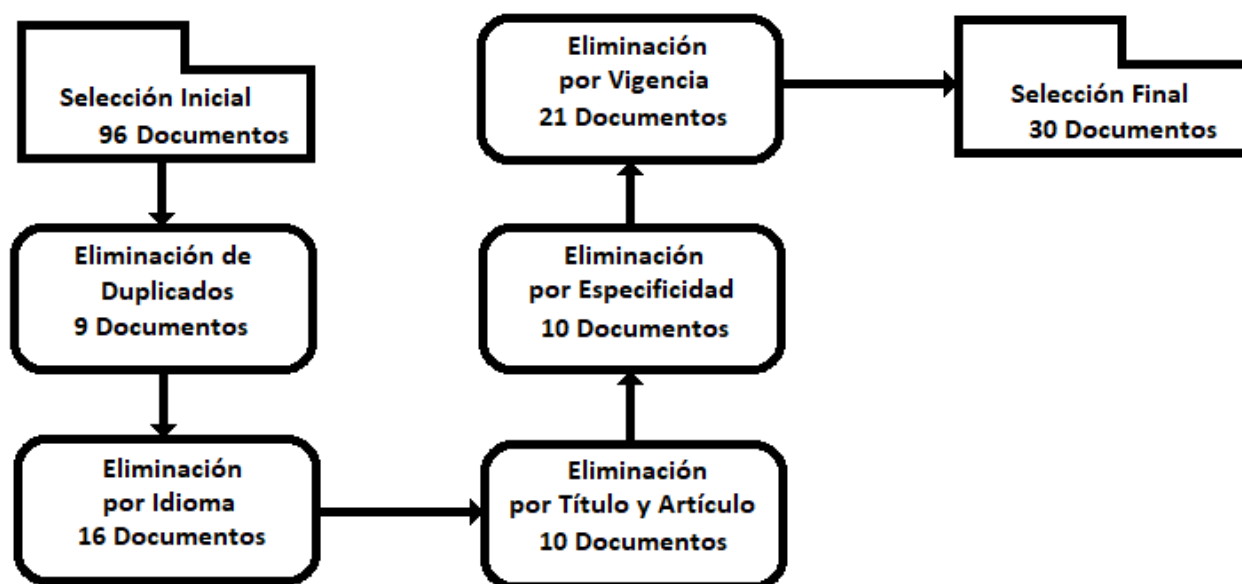 Selección Inicial
96 Documentos
Eliminación de
Duplicados
9 Documentos
Eliminación
por Idioma
16 Documentos
Eliminación
por Título y Artículo
10 Documentos
Eliminación
por Especificidad
10 Documentos
Eliminación
por Vigencia
21 Documentos
Selección Final
30 Documentos